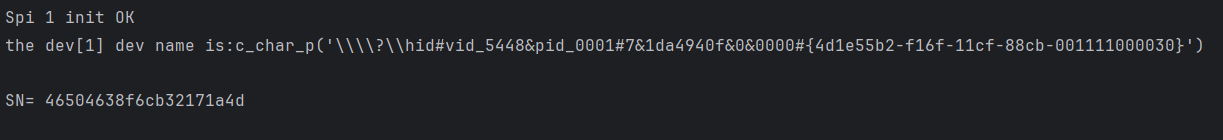 Spi 1 init OK
the dev[1] dev name is:c_char_p('\\\\?\\hid#vid_5448&pid_0001#7&1da4940f&0&0000#{4d1e55b2-f16f-11cf-88cb-001111000030}')
SN= 46504638f6cb32171a4d